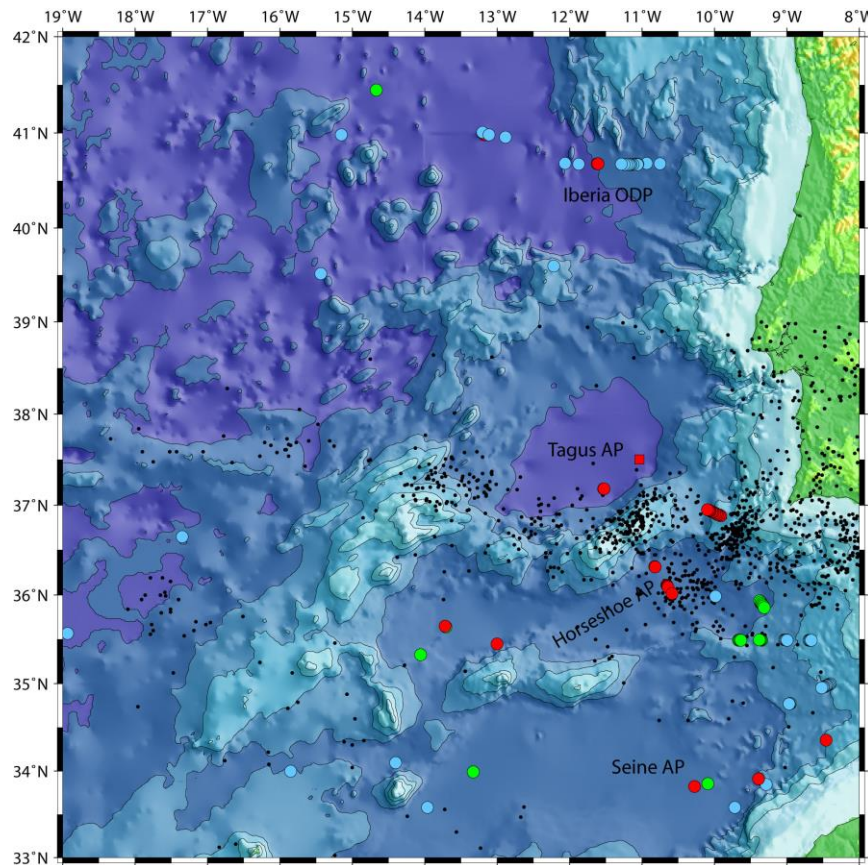 19°W 18°W 17°W 16°W 15°W 14°W 13°W 12°W 11°W 10°W 9°W 8°W
42°N
41°N
Iberia ODP
40°N
39°N
38°N
Tagus AP
37°N
36°N
Horseshoe AP
35°N
34°N
Seine AP
33°N